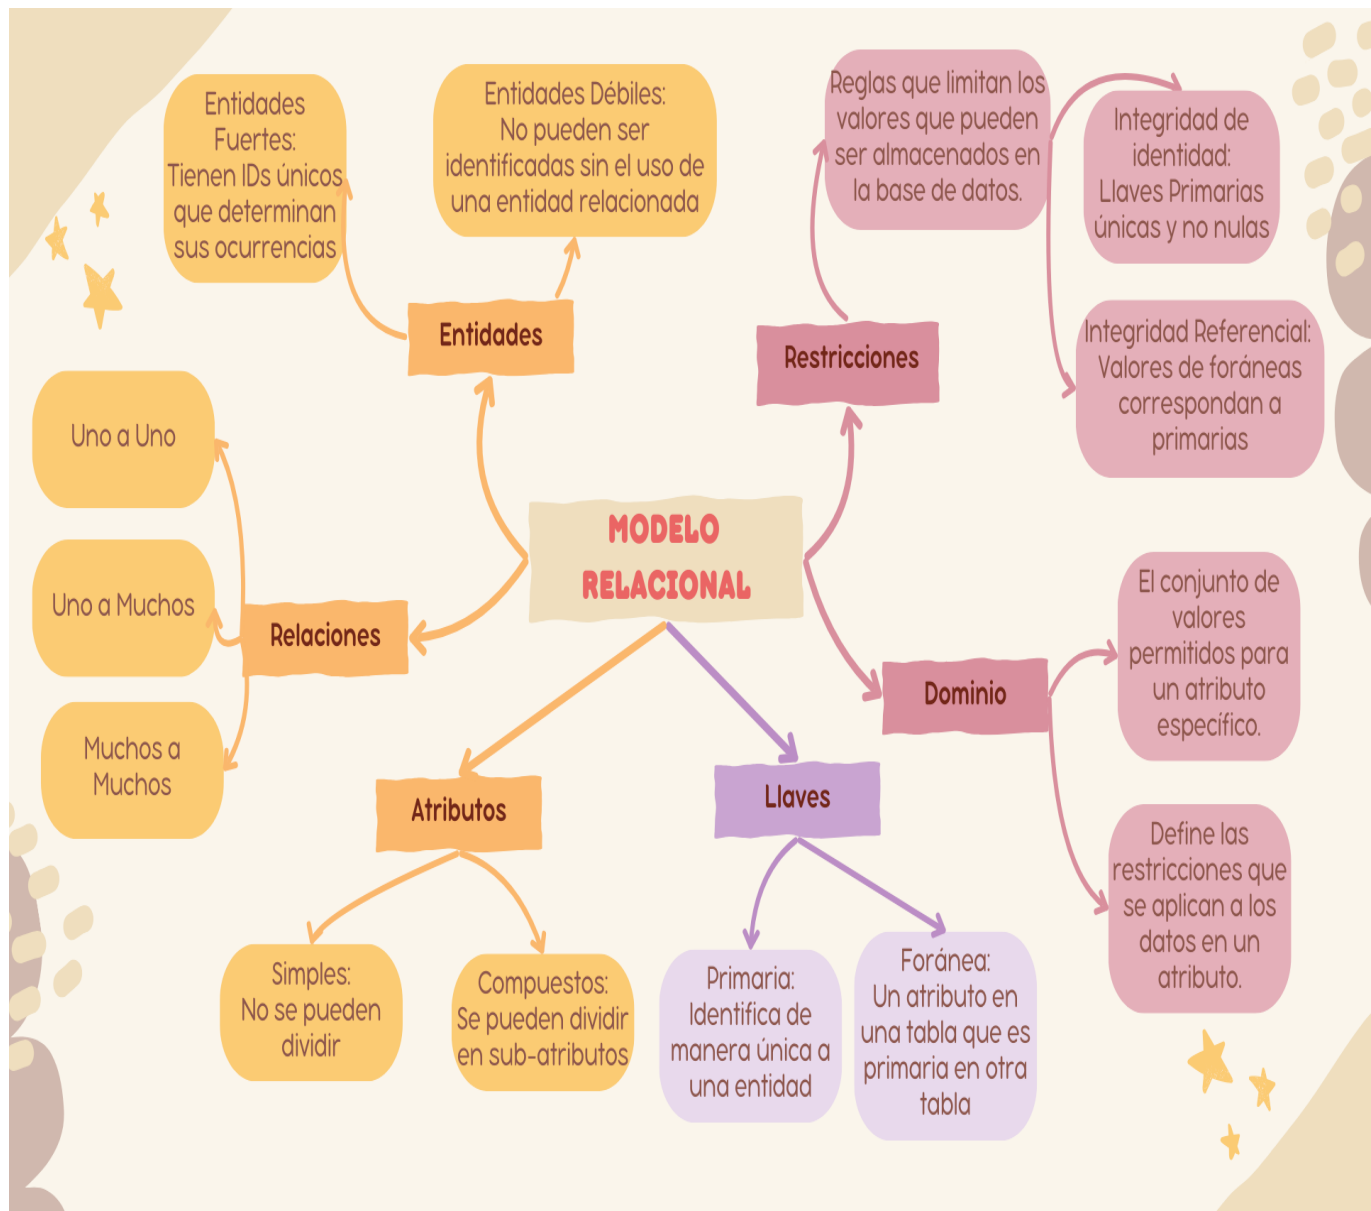 MODELO
RELACIONAL
Entidades
Entidades
Fuertes:
Tienen IDs únicos
que determinan
sus ocurrencias
Entidades Débiles:
No pueden ser
identificadas sin el uso de
una entidad relacionada
Relaciones
Uno a Uno
Uno a Muchos
Muchos a
Muchos
Atributos
Simples:
No se pueden
dividir
Compuestos:
Se pueden dividir
en sub-atributos
Llaves
Primaria:
Identifica de
manera única a
una entidad
Foránea:
Un atributo en
una tabla que es
primaria en otra
tabla
Restricciones
Reglas que limitan los
valores que pueden
ser almacenados en
la base de datos.
Integridad de
identidad:
Llaves Primarias
únicas y no nulas
Integridad Referencial:
Valores de foráneas
correspondan a
primarias
Dominio
El conjunto de
valores
permitidos para
un atributo
específico.
Define las
restricciones que
se aplican a los
datos en un
atributo.